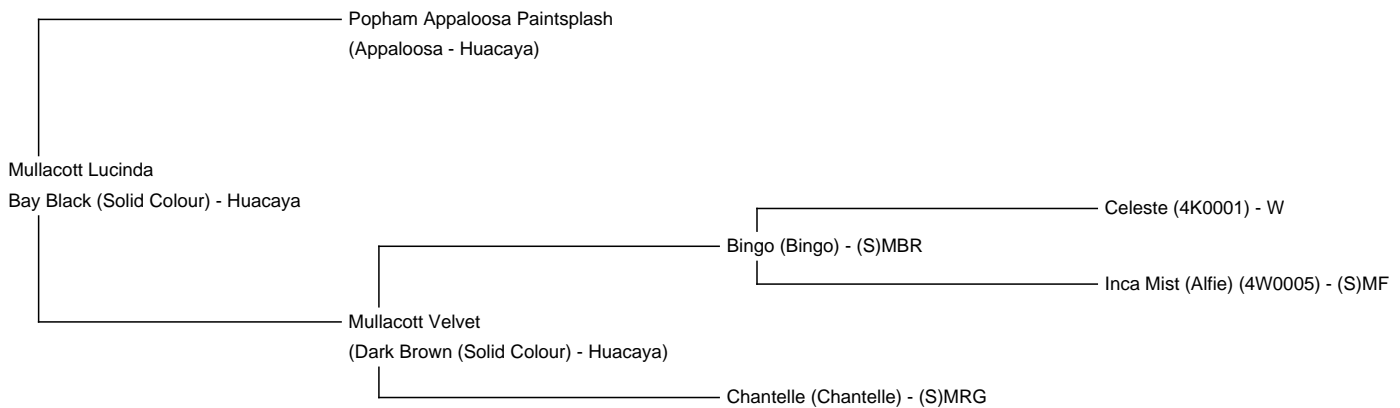 Popham Appaloosa Paintsplash
(Appaloosa - Huacaya)
Mullacott Lucinda
Bay Black (Solid Colour) - Huacaya
Celeste (4K0001) - W
Bingo (Bingo) - (S)MBR
Inca Mist (Alfie) (4W0005) - (S)MF
Mullacott Velvet
(Dark Brown (Solid Colour) - Huacaya)
Chantelle (Chantelle) - (S)MRG